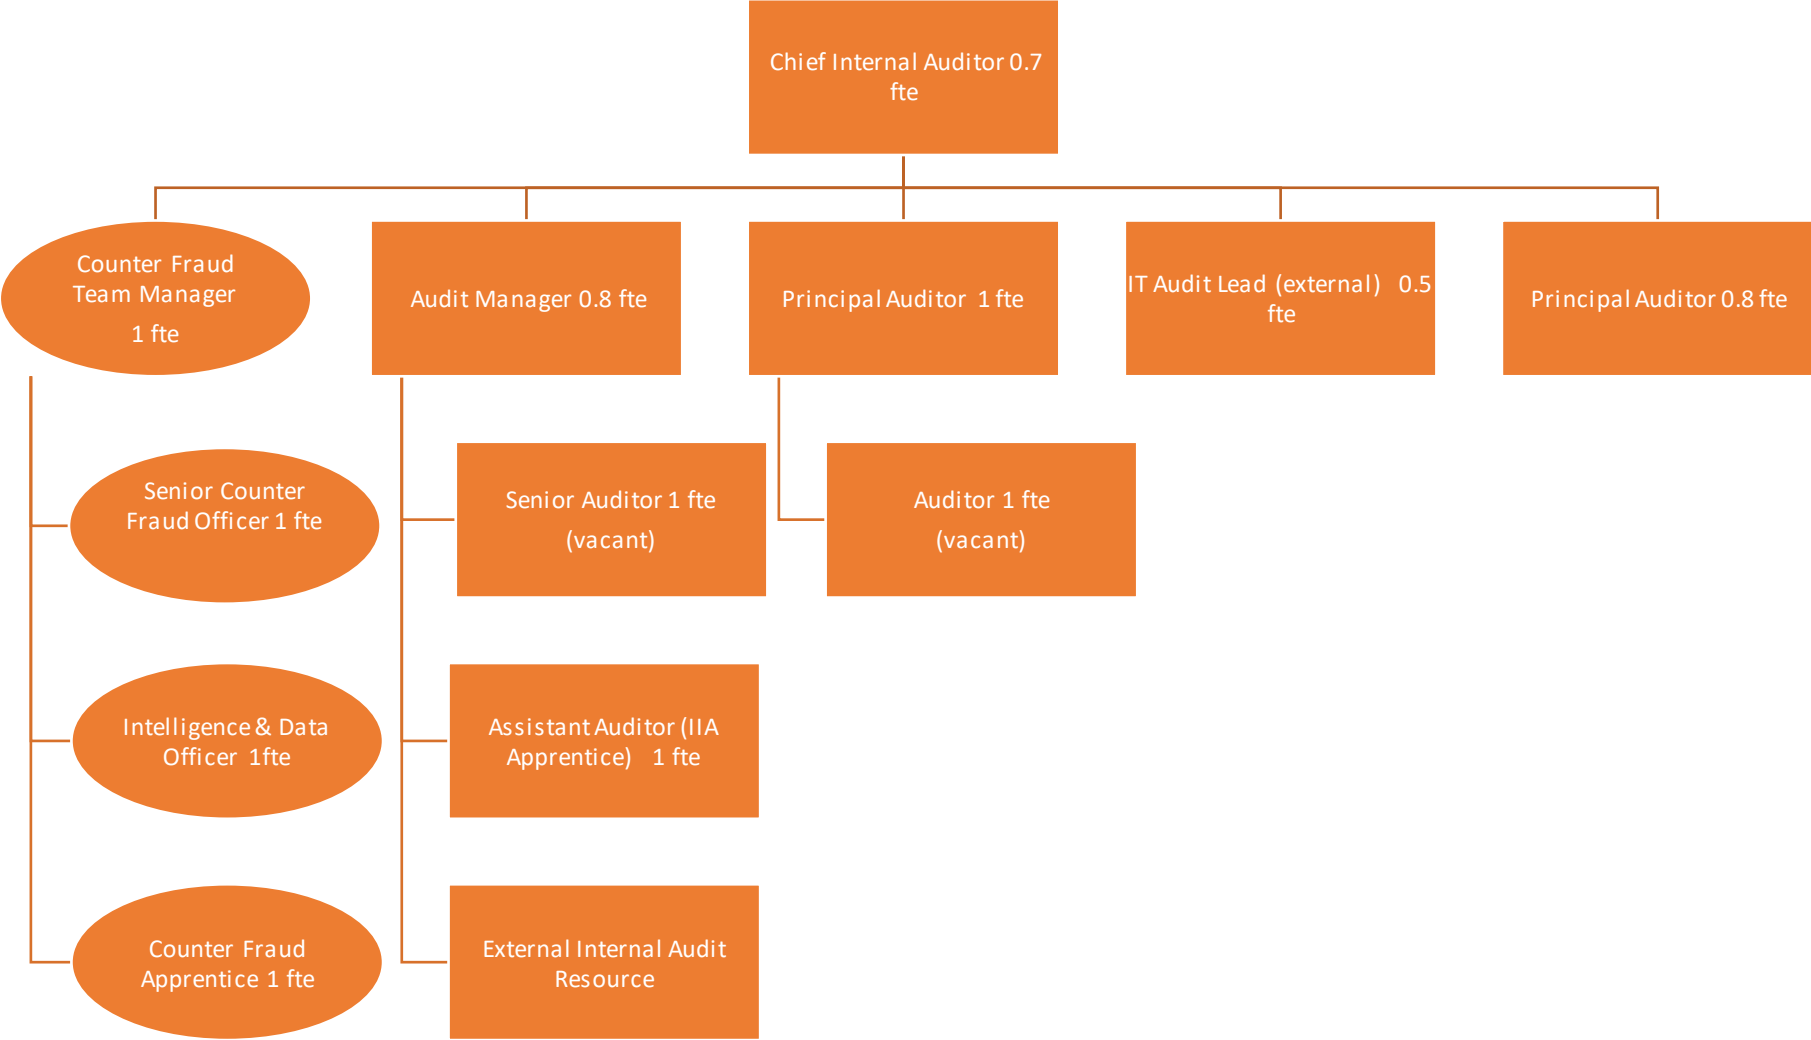 Chief Internal Auditor 0.7
fte
Counter Fraud
Team Manager
1 fte
Audit Manager 0.8 fte
Principal Auditor 1 fte
IT Audit Lead (external) 0.5
fte
Principal Auditor 0.8 fte
Senior Counter
Fraud Officer 1 fte
Senior Auditor 1 fte
(vacant)
Auditor 1 fte
(vacant)
Intelligence & Data
Officer 1fte
Assistant Auditor (IIA
Apprentice) 1 fte
Counter Fraud
Apprentice 1 fte
External Internal Audit
Resource